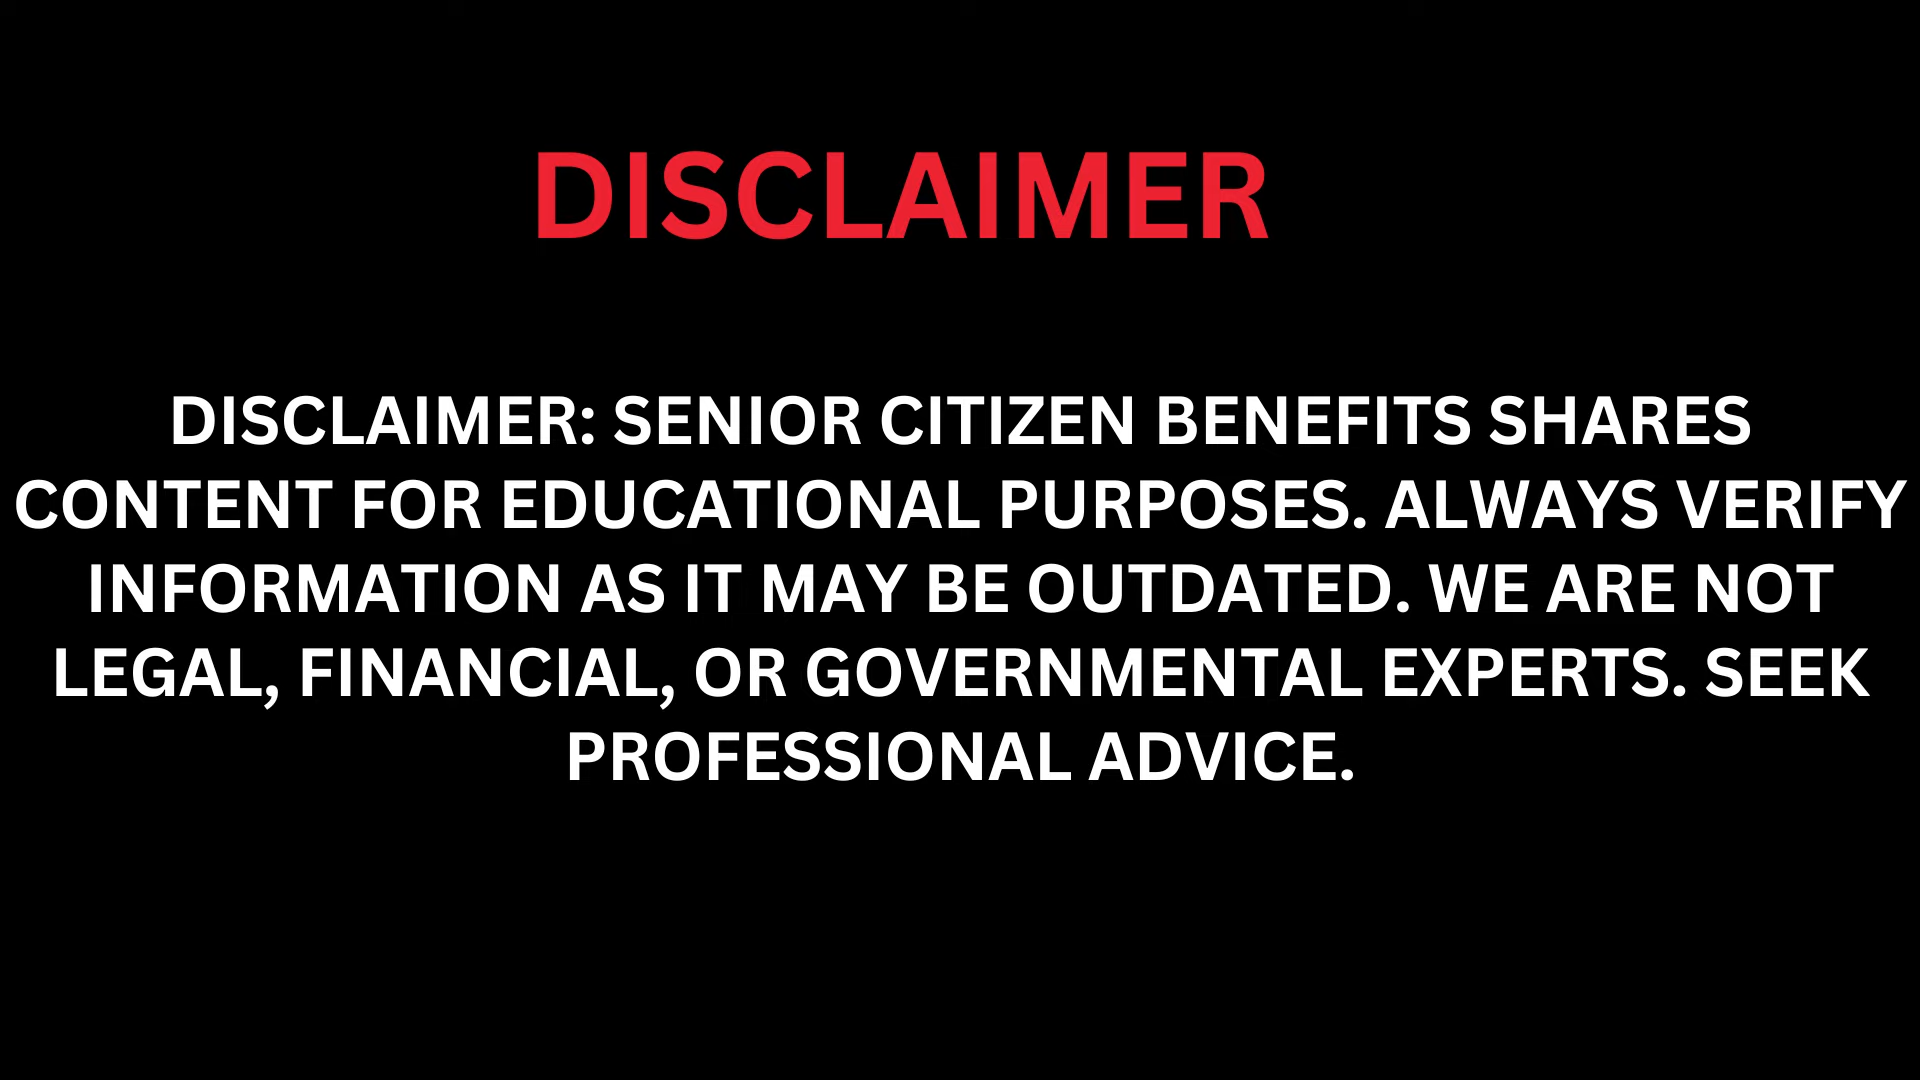 DISCLAIMER
DISCLAIMER: SENIOR CITIZEN BENEFITS SHARES
CONTENT FOR EDUCATIONAL PURPOSES. ALWAYS VERIFY
INFORMATION AS IT MAY BE OUTDATED. WE ARE NOT
LEGAL, FINANCIAL, OR GOVERNMENTAL EXPERTS. SEEK
PROFESSIONAL ADVICE.